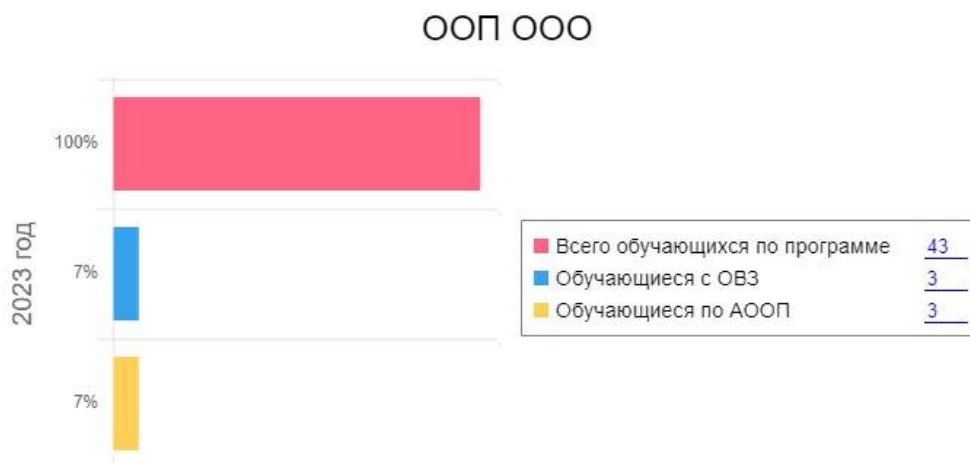 ООП ООО
100%
2023 год
7%
7%
Всего обучающихся по программе 43
Обучающиеся с ОВЗ 3
Обучающиеся по АООП 3